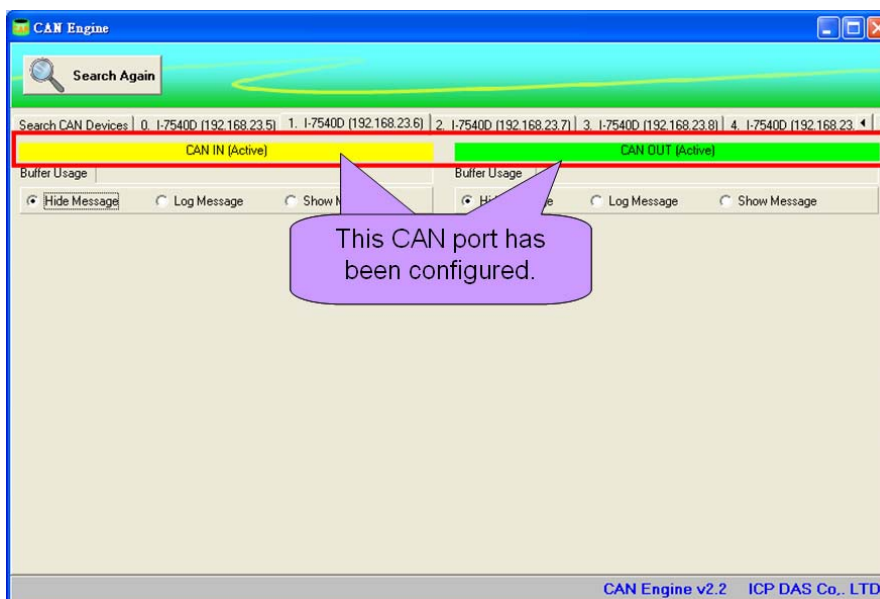 CAN Engine
Search Again
Search CAN Devices 0. I-7540D (192.168.23.5) 1. I-7540D (192.168.23.6) 2. I-7540D (192.168.23.7) 3. I-7540D (192.168.23.8) 4. I-7540D (192.168.23.
CAN IN (Active) CAN OUT (Active)
Buffer Usage Buffer Usage
Hide Message Log Message Show Log Message Show Message
This CAN port has
been configured.
CAN Engine v2.2 ICP DAS Co,. LTD